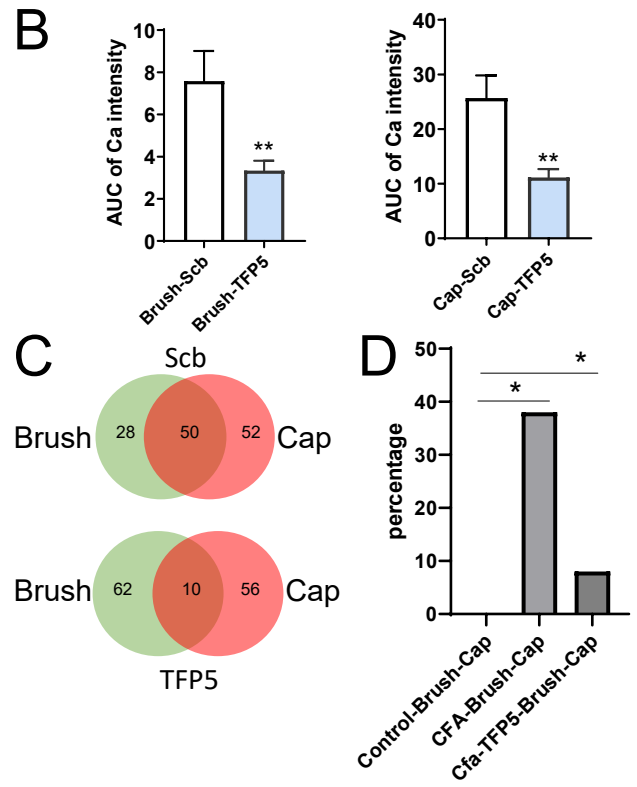 B
AUC of Ca intensity
10
8
6
4
2
0
**
Brush-Scb
Brush-TFP5
AUC of Ca intensity
40
30
20
10
0
**
Cap-Scb
Cap-TFP5
C
Scb
Brush 28 50 52 Cap
Brush 62 10 56 Cap
TFP5
D
percentage
50
40
30
20
10
0
*
*
Control-Brush-Cap
CFA-Brush-Cap
Cfa-TFP5-Brush-Cap